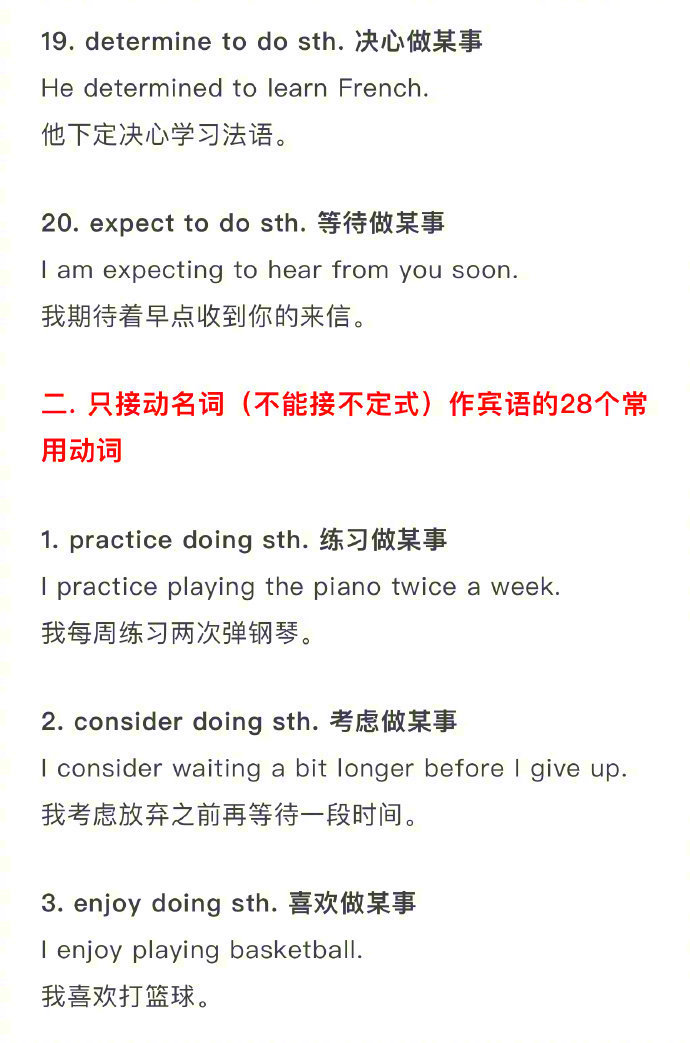 19. determine to do sth. 决心做某事
He determined to learn French.
他下定决心学习法语。
20. expect to do sth. 等待做某事
I am expecting to hear from you soon.
我期待着早点收到你的来信。
二. 只接动名词（不能接不定式）作宾语的28个常
用动词
1. practice doing sth. 练习做某事
I practice playing the piano twice a week.
我每周练习两次弹钢琴。
2. consider doing sth. 考虑做某事
I consider waiting a bit longer before I give up.
我考虑放弃之前再等待一段时间。
3. enjoy doing sth. 喜欢做某事
I enjoy playing basketball.
我喜欢打篮球。